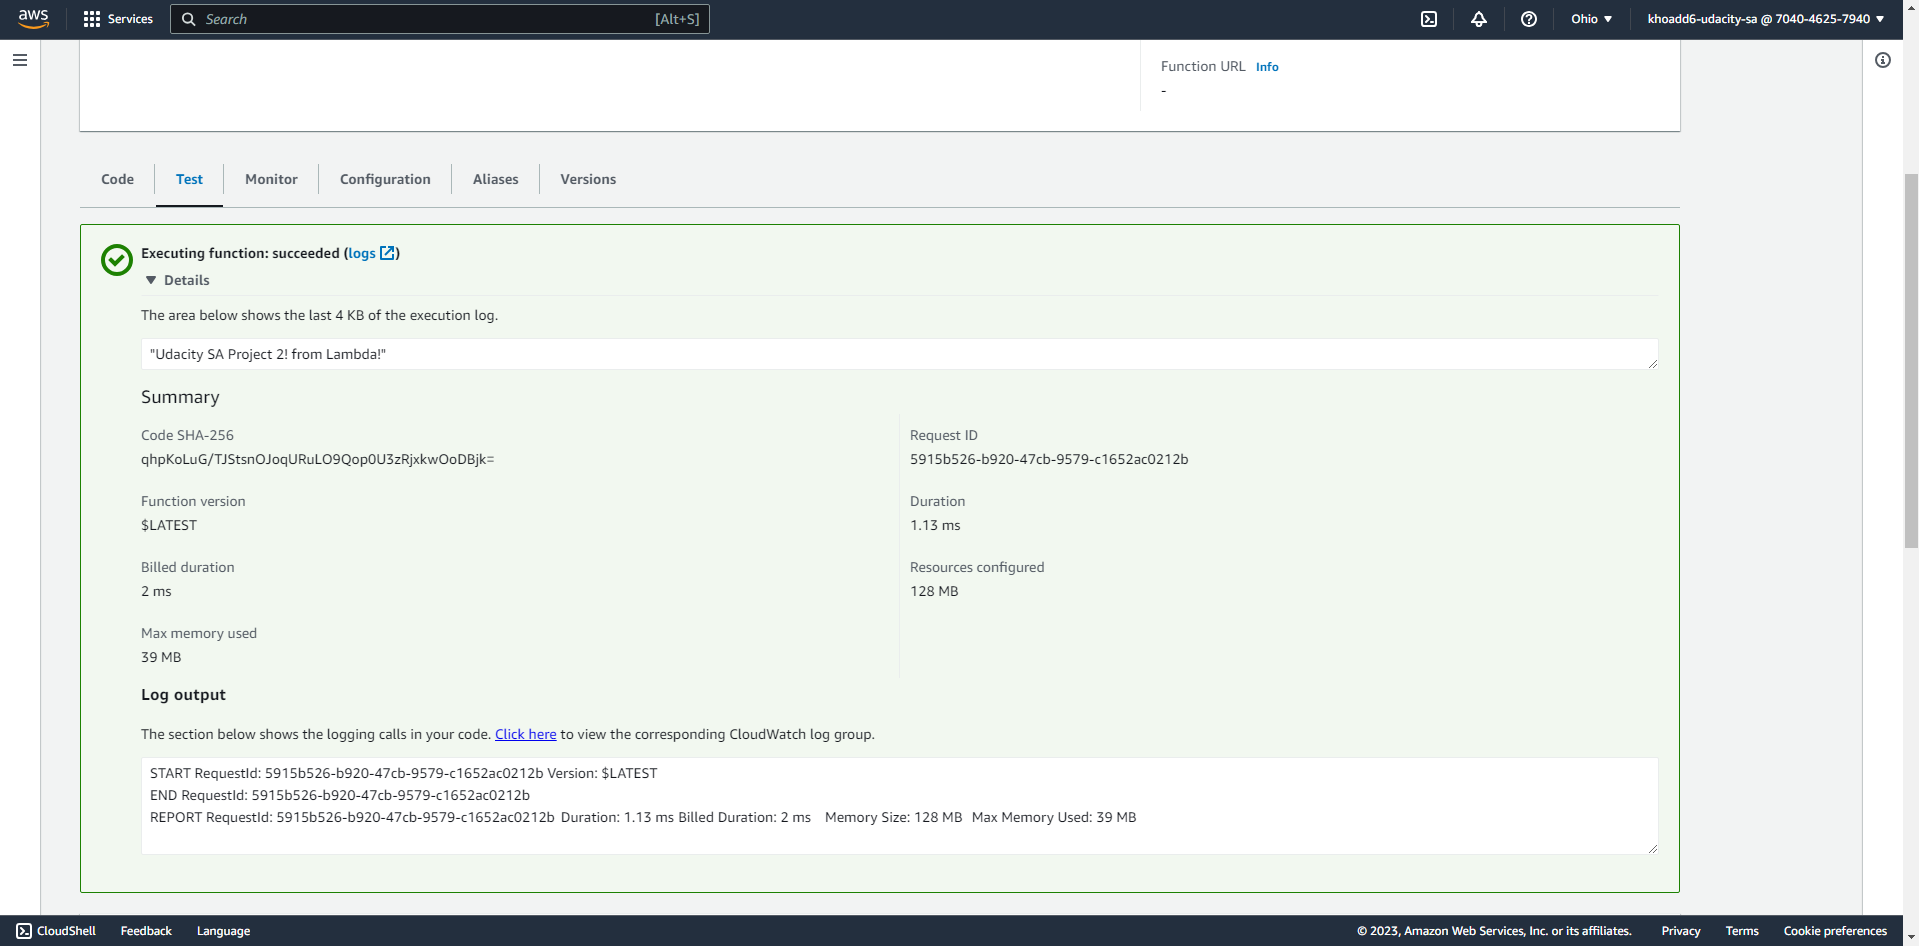 aws Services Search [Alt+S] Ohio khoadd6-udacity-sa @ 7040-4625-7940
Function URL Info
-
Code Test Monitor Configuration Aliases Versions
Executing function: succeeded (logs)
Details
The area below shows the last 4 KB of the execution log.
"Udacity SA Project 2! from Lambda!"
Summary
Code SHA-256
qhpKoLuG/TJStsnOJoqURuLO9Qop0U3zRjxkwOoDBjk=
Request ID
5915b526-b920-47cb-9579-c1652ac0212b
Function version
$LATEST
Duration
1.13 ms
Billed duration
2 ms
Resources configured
128 MB
Max memory used
39 MB
Log output
The section below shows the logging calls in your code. Click here to view the corresponding CloudWatch log group.
START RequestId: 5915b526-b920-47cb-9579-c1652ac0212b Version: $LATEST
END RequestId: 5915b526-b920-47cb-9579-c1652ac0212b
REPORT RequestId: 5915b526-b920-47cb-9579-c1652ac0212b Duration: 1.13 ms Billed Duration: 2 ms Memory Size: 128 MB Max Memory Used: 39 MB
CloudShell Feedback Language © 2023, Amazon Web Services, Inc. or its affiliates. Privacy Terms Cookie preferences